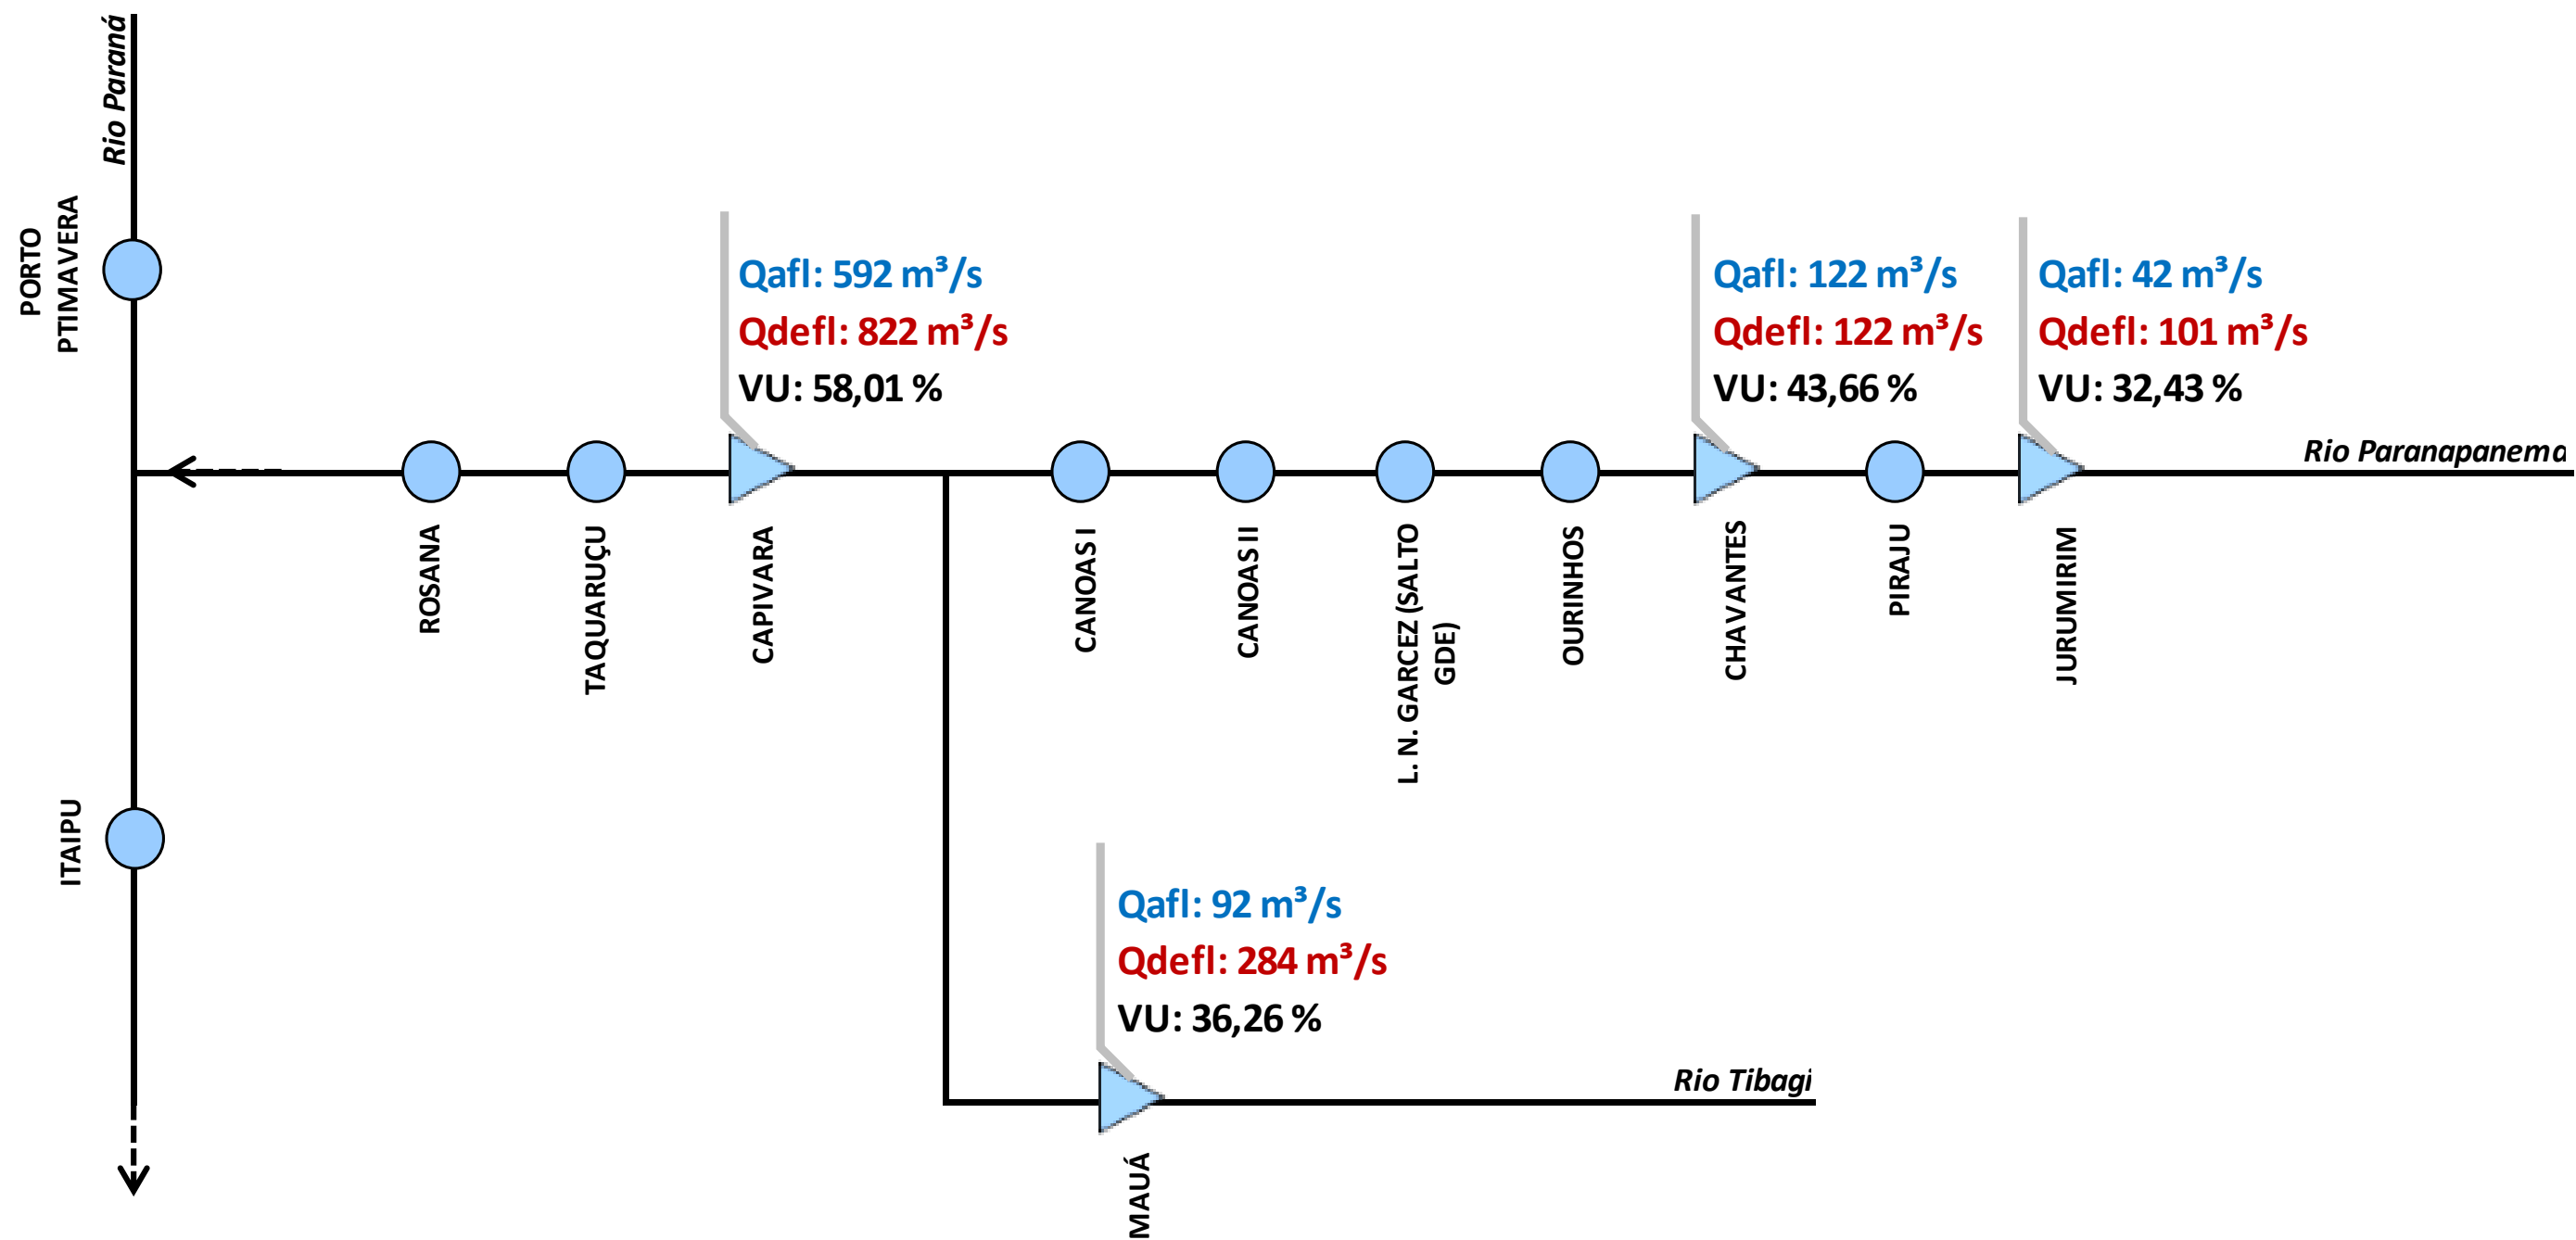 Rio Paraná
PORTO
PTIMAVERA
Qafl: 592 m³/s
Qdefl: 822 m³/s
VU: 58,01 %
Qafl: 122 m³/s
Qdefl: 122 m³/s
VU: 43,66 %
Qafl: 42 m³/s
Qdefl: 101 m³/s
VU: 32,43 %
Rio Paranapanema
ROSANA
TAQUARUÇU
CAPIVARA
CANOAS I
CANOAS II
L. N. GARCEZ (SALTO
GDE)
OURINHOS
CHAVANTES
PIRAJU
JURUMIRIM
ITAIPU
Qafl: 92 m³/s
Qdefl: 284 m³/s
VU: 36,26 %
Rio Tibagi
MAUÁ